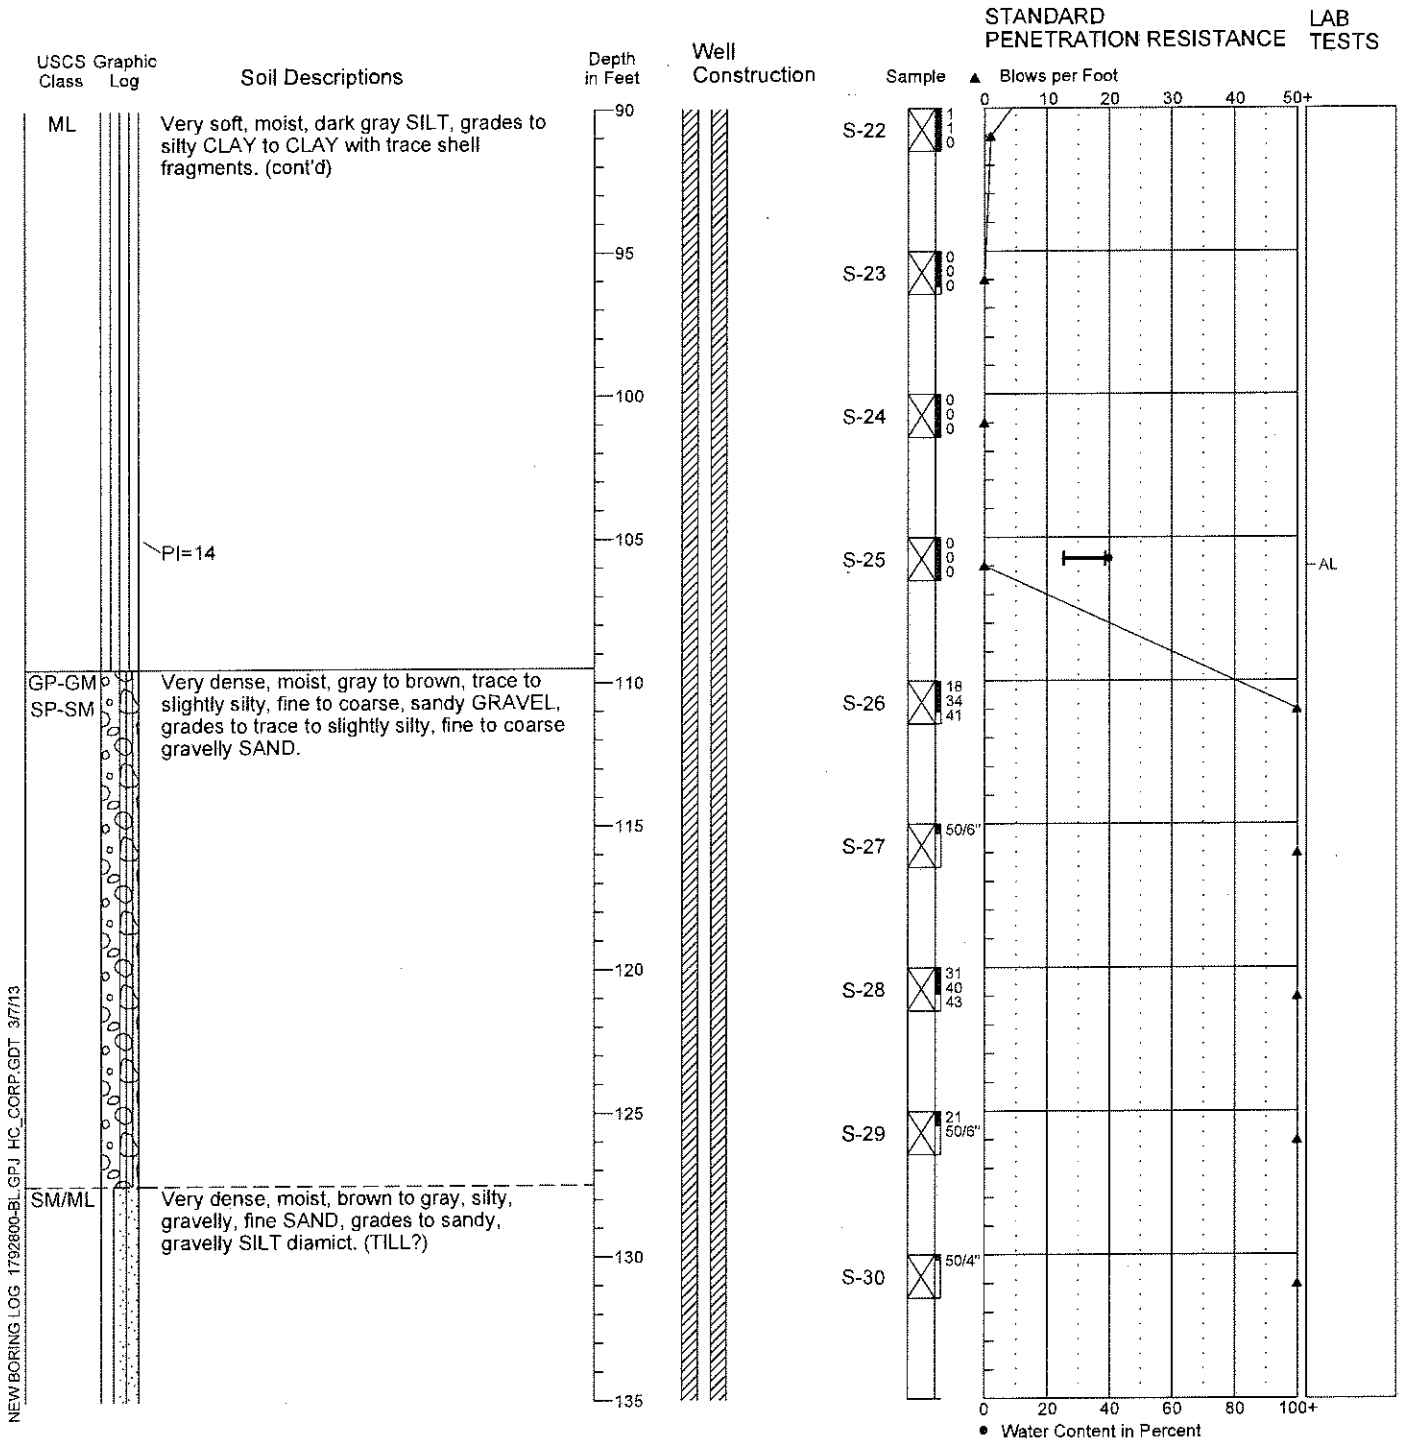 STANDARD
PENETRATION RESISTANCE
LAB
TESTS
USCS Graphic
Class Log
Soil Descriptions
Depth
in Feet
Well
Construction
Sample
▲ Blows per Foot
0 10 20 30 40 50+
ML
Very soft, moist, dark gray SILT, grades to
silty CLAY to CLAY with trace shell
fragments. (cont'd)
90
S-22
1
1
0
95
S-23
0
0
0
100
S-24
0
0
0
PI=14
105
S-25
0
0
0
AL
GP-GM
SP-SM
Very dense, moist, gray to brown, trace to
slightly silty, fine to coarse, sandy GRAVEL,
grades to trace to slightly silty, fine to coarse
gravelly SAND.
110
S-26
18
34
41
115
S-27
50/6"
120
S-28
31
40
43
125
S-29
21
50/6"
SM/ML
Very dense, moist, brown to gray, silty,
gravelly, fine SAND, grades to sandy,
gravelly SILT diamict. (TILL?)
130
S-30
50/4"
135
0 20 40 60 80 100+
● Water Content in Percent
NEW BORING LOG 1792800-BL.GPJ HC_CORP.GDT 3/7/13